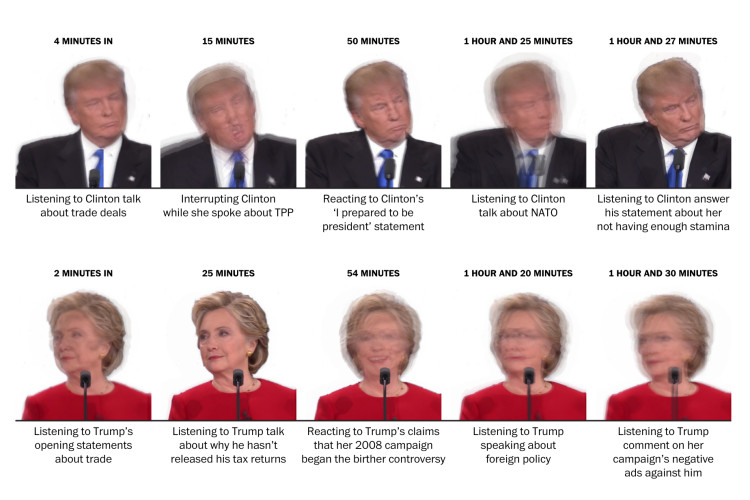 4 MINUTES IN
15 MINUTES
50 MINUTES
1 HOUR AND 25 MINUTES
1 HOUR AND 27 MINUTES
Listening to Clinton talk
about trade deals
Interrupting Clinton
while she spoke about TPP
Reacting to Clinton's
'I prepared to be
president' statement
Listening to Clinton
talk about NATO
Listening to Clinton answer
his statement about her
not having enough stamina
2 MINUTES IN
25 MINUTES
54 MINUTES
1 HOUR AND 20 MINUTES
1 HOUR AND 30 MINUTES
Listening to Trump's
opening statements
about trade
Listening to Trump talk
about why he hasn't
released his tax returns
Reacting to Trump's claims
that her 2008 campaign
began the birther controversy
Listening to Trump
speaking about
foreign policy
Listening to Trump
comment on her
campaign's negative
ads against him